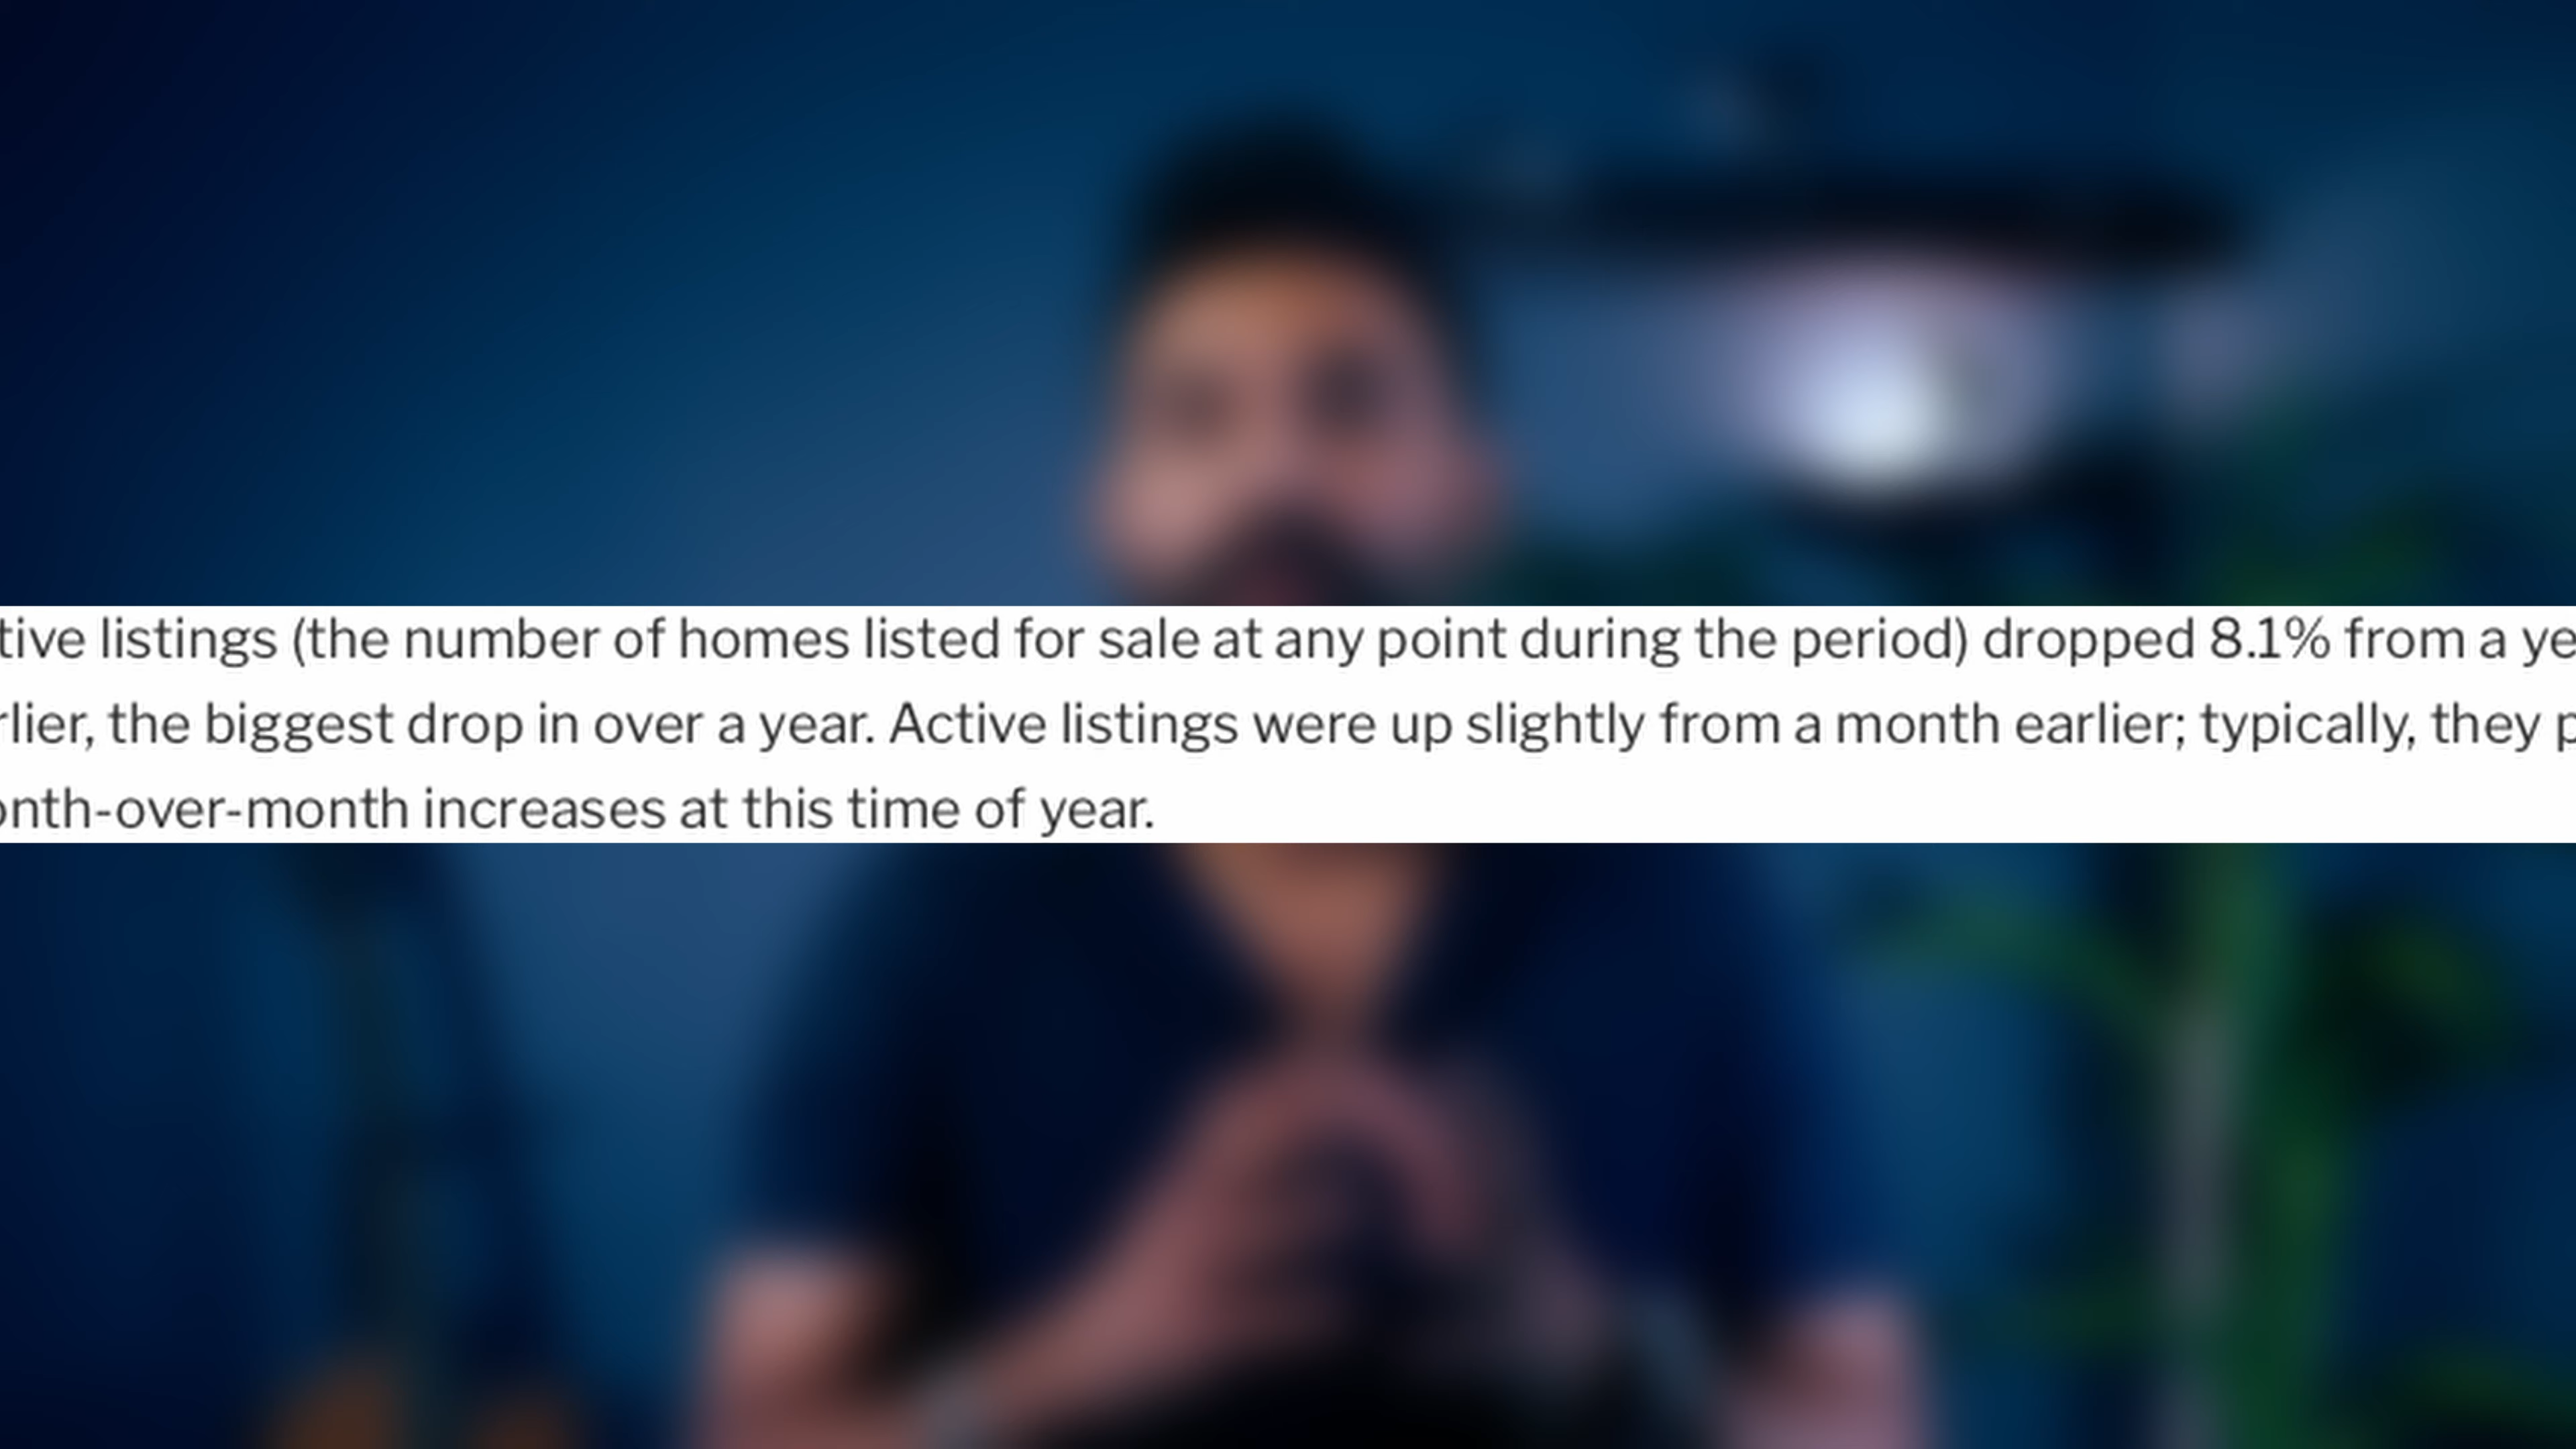 tive listings (the number of homes listed for sale at any point during the period) dropped 8.1% from a ye
rlier, the biggest drop in over a year. Active listings were up slightly from a month earlier; typically, they p
onth-over-month increases at this time of year.